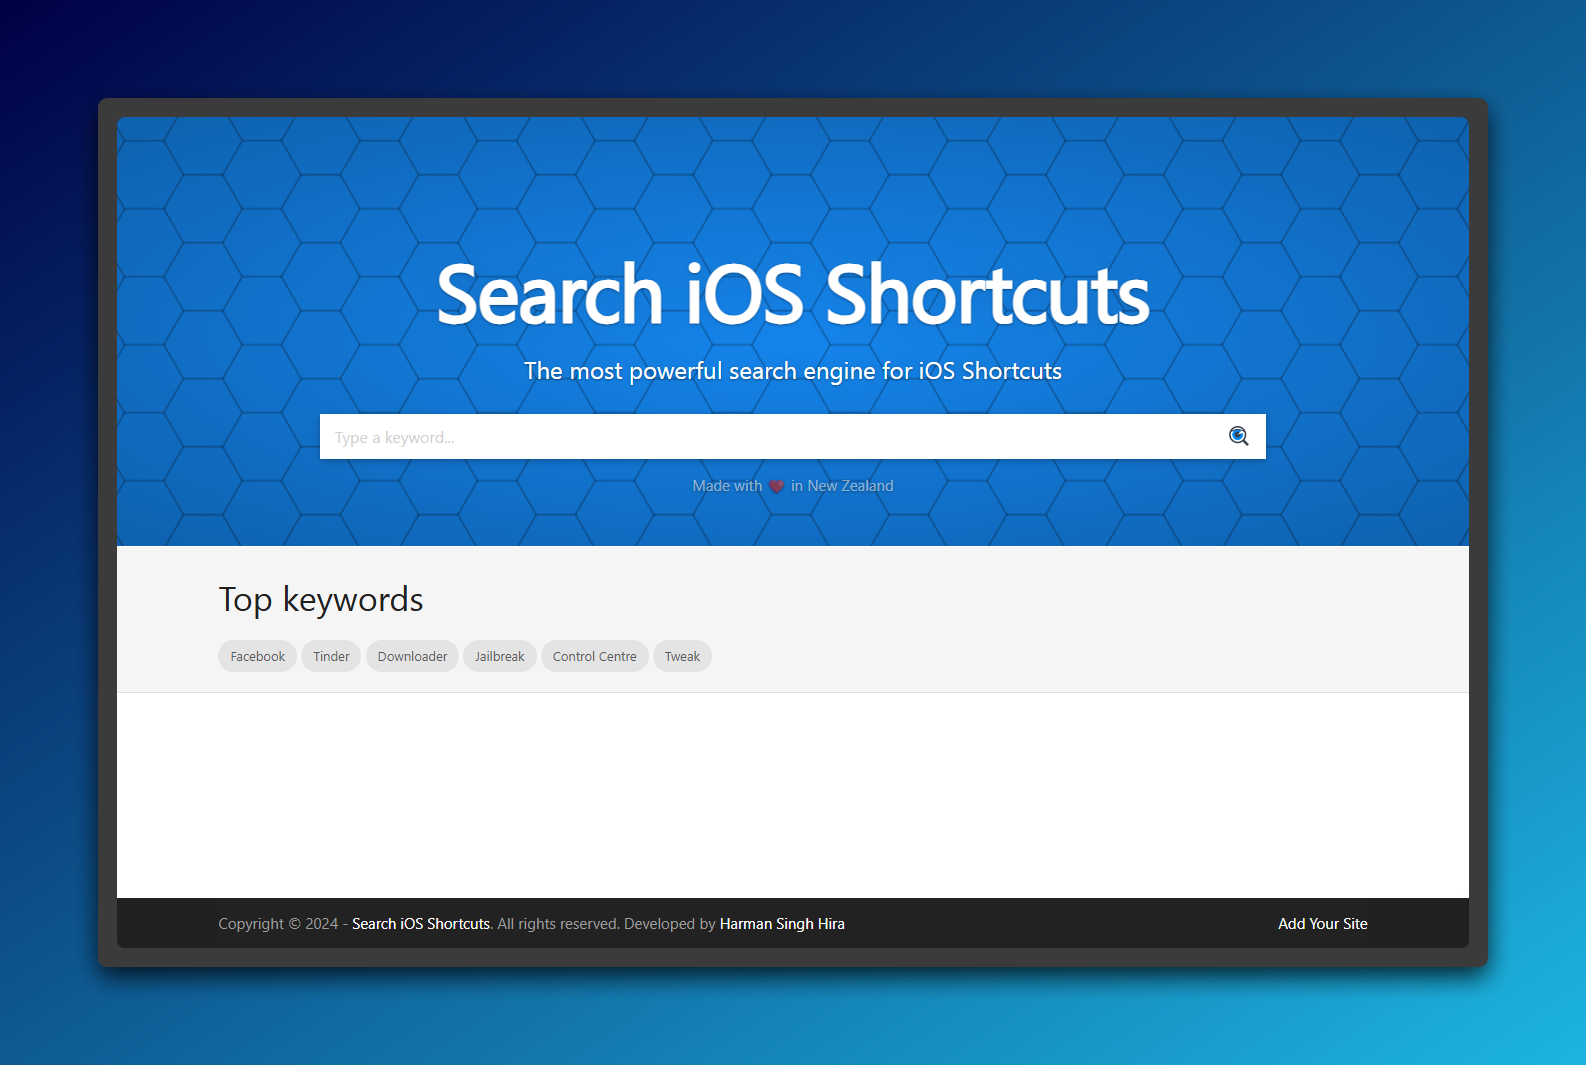 Search iOS Shortcuts
The most powerful search engine for iOS Shortcuts
Type a keyword...
Made with ❤ in New Zealand
Top keywords
Facebook Tinder Downloader Jailbreak Control Centre Tweak
Copyright © 2024 - Search iOS Shortcuts. All rights reserved. Developed by Harman Singh Hira Add Your Site